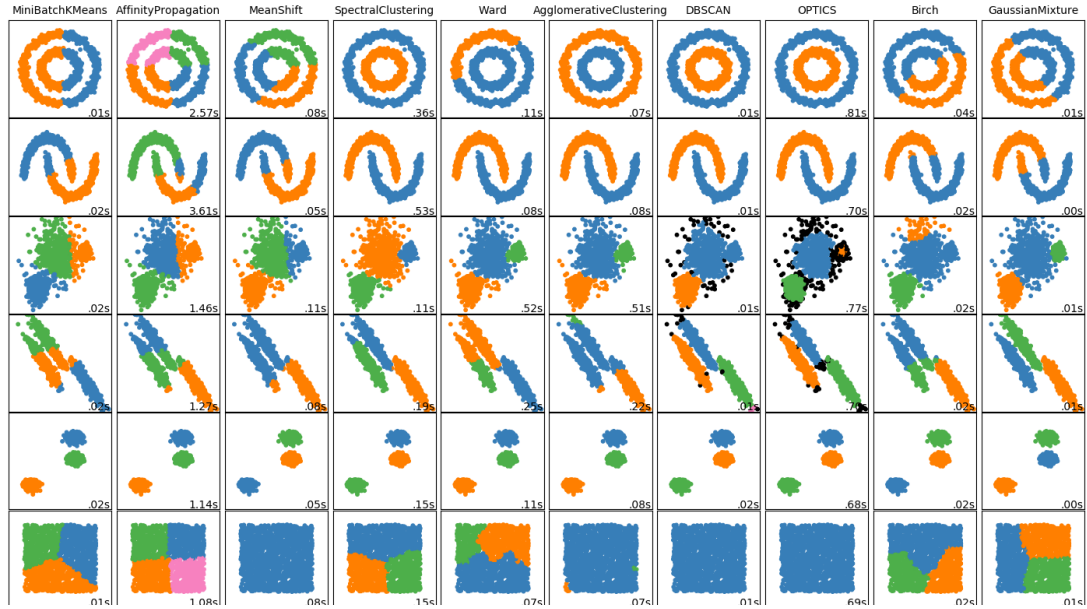 MiniBatchKMeans AffinityPropagation MeanShift SpectralClustering Ward AgglomerativeClustering DBSCAN OPTICS Birch GaussianMixture
.01s 2.57s .08s .36s .11s .07s .01s .81s .04s .01s
.02s 3.61s .05s .53s .08s .08s .01s .70s .02s .00s
.02s 1.46s .11s .11s .52s .51s .01s .77s .02s .01s
.02s 1.27s .08s .19s .25s .22s .01s .02s .01s
.02s 1.14s .05s .15s .11s .08s .02s .68s .02s .00s
.01s 1.08s .08s .15s .07s .07s .01s .69s .02s .01s